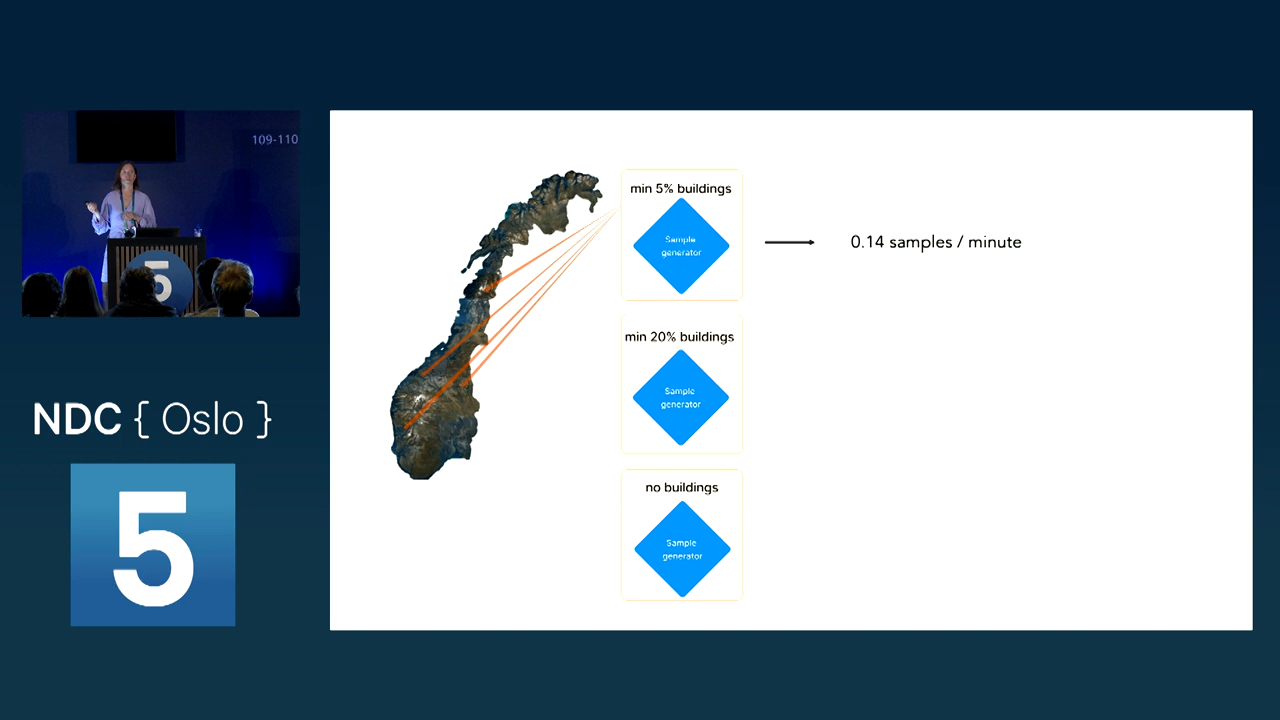 109-110
5
NDC { Oslo }
5
min 5% buildings
Sample
generator
0.14 samples / minute
min 20% buildings
Sample
generator
no buildings
Sample
generator